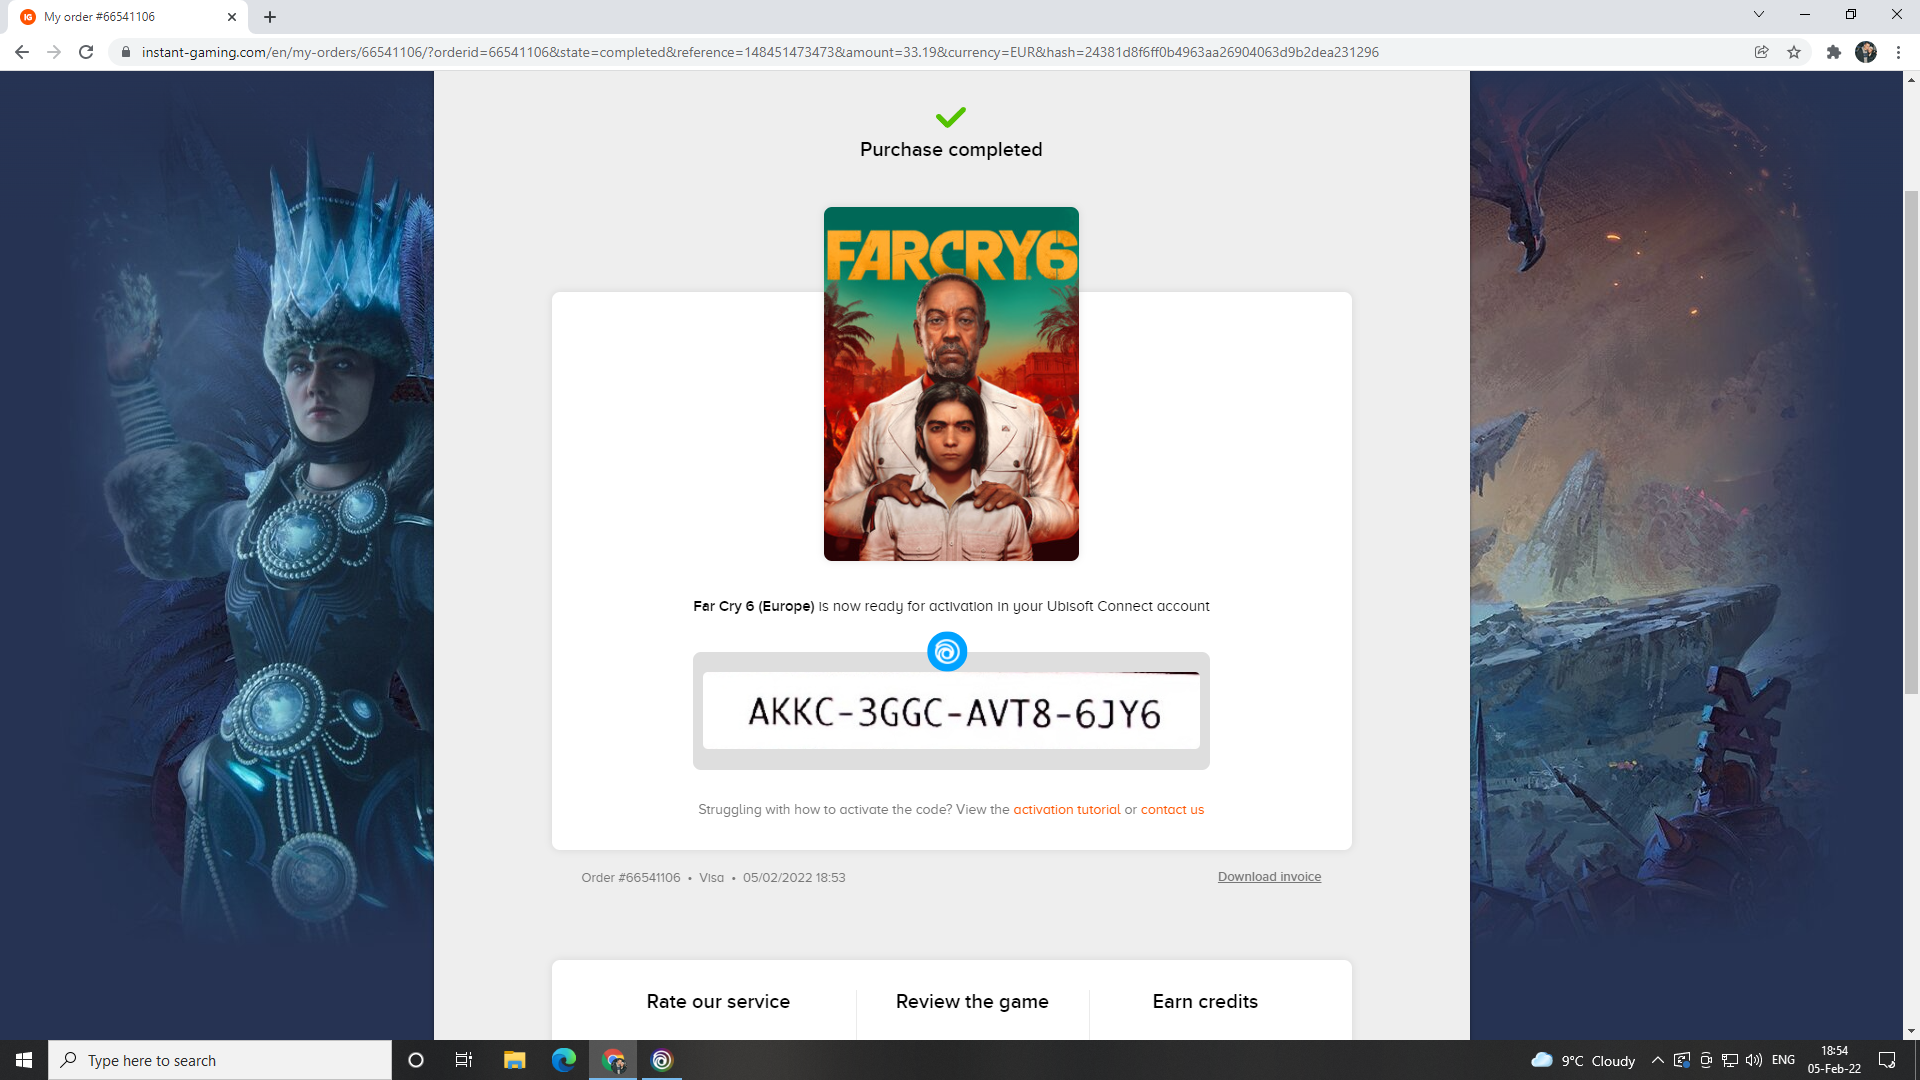 My order #66541106
instant-gaming.com/en/my-orders/66541106/?orderid=66541106&state=completed&reference=148451473473&amount=33.19&currency=EUR&hash=24381d8f6ff0b4963aa26904063d9b2dea231296
Purchase completed
FARCRY6
Far Cry 6 (Europe) is now ready for activation in your Ubisoft Connect account
AKKC-3GGC-AVT8-6JY6
Struggling with how to activate the code? View the activation tutorial or contact us
Order #66541106 • Visa • 05/02/2022 18:53
Download invoice
Rate our service
Review the game
Earn credits
Type here to search
9°C Cloudy
ENG
18:54
05-Feb-22